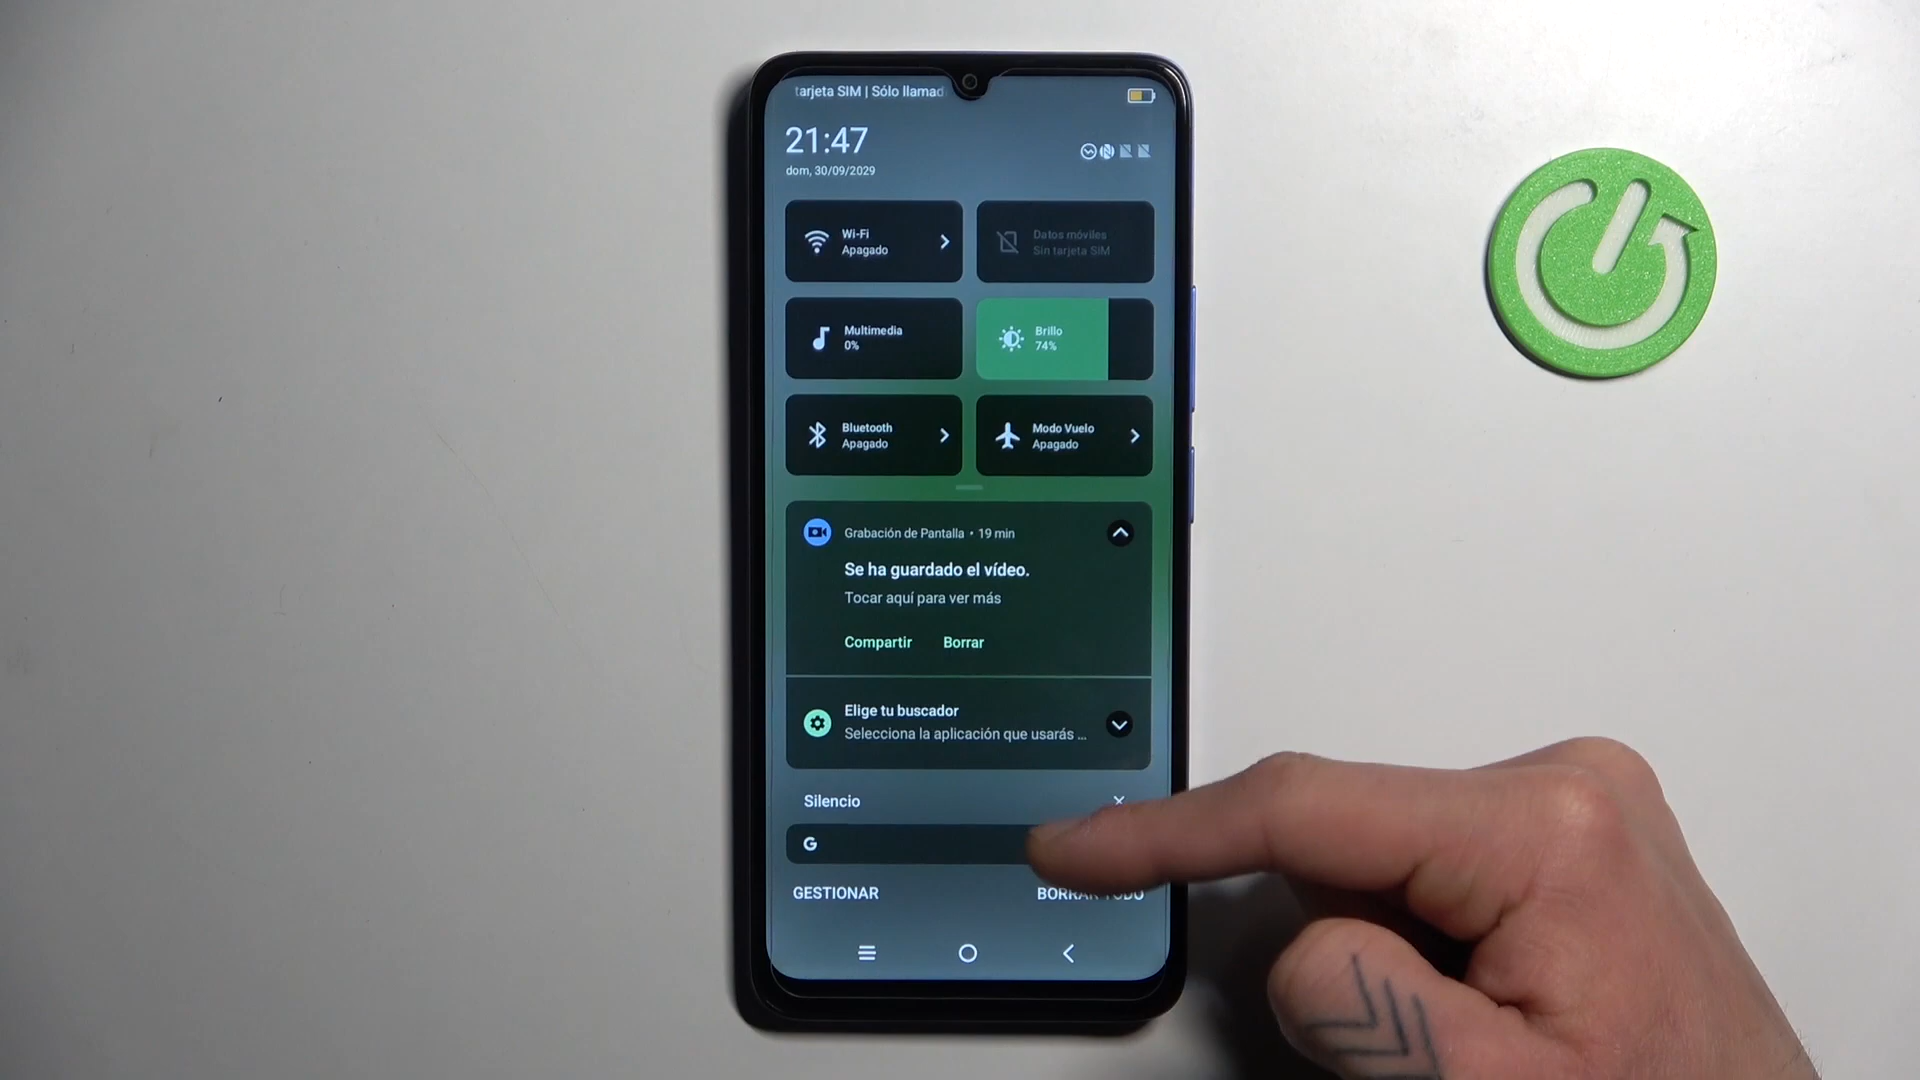 tarjeta SIM | Sólo llamad
21:47
dom, 30/09/2029
Wi-Fi
Apagado
Datos móviles
Sin tarjeta SIM
Multimedia
0%
Brillo
74%
Bluetooth
Apagado
Modo Vuelo
Apagado
Grabación de Pantalla • 19 min
Se ha guardado el vídeo.
Tocar aquí para ver más
Compartir Borrar
Elige tu buscador
Selecciona la aplicación que usarás ...
Silencio
G
GESTIONAR
BORRAR TODO